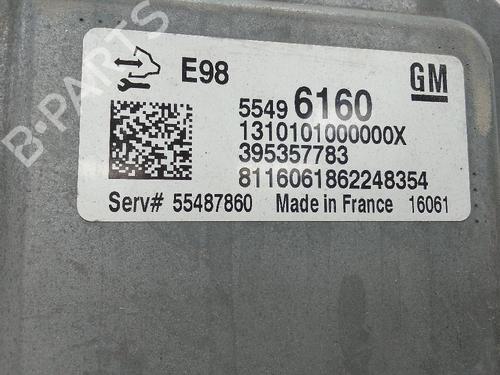 E98
GM
5549 6160
1310101000000X
395357783
8116061862248354
Serv# 55487860 Made in France 16061
B-PARTS